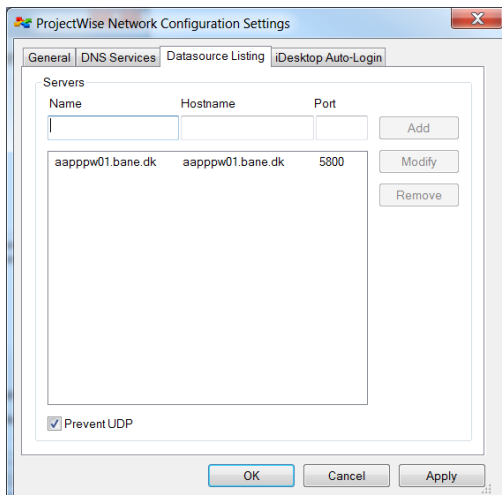 ProjectWise Network Configuration Settings
General DNS Services Datasource Listing iDesktop Auto-Login
Servers
Name Hostname Port
Add
aapppw01.bane.dk aapppw01.bane.dk 5800 Modify
Remove
Prevent UDP
OK Cancel Apply